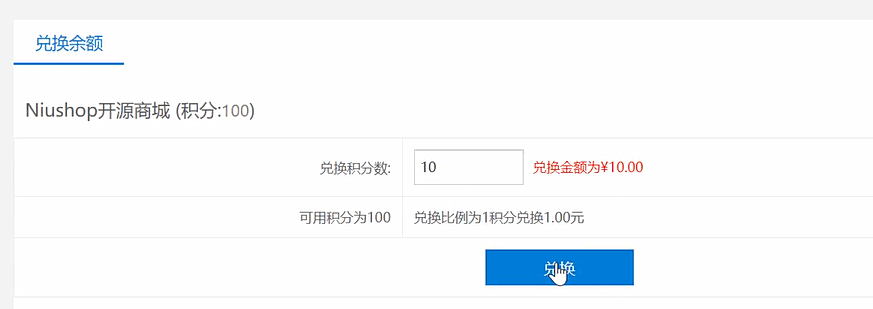 兑换余额
Niushop开源商城 (积分:100)
兑换积分数: 10 兑换金额为¥10.00
可用积分为100 兑换比例为1积分兑换1.00元
兑换